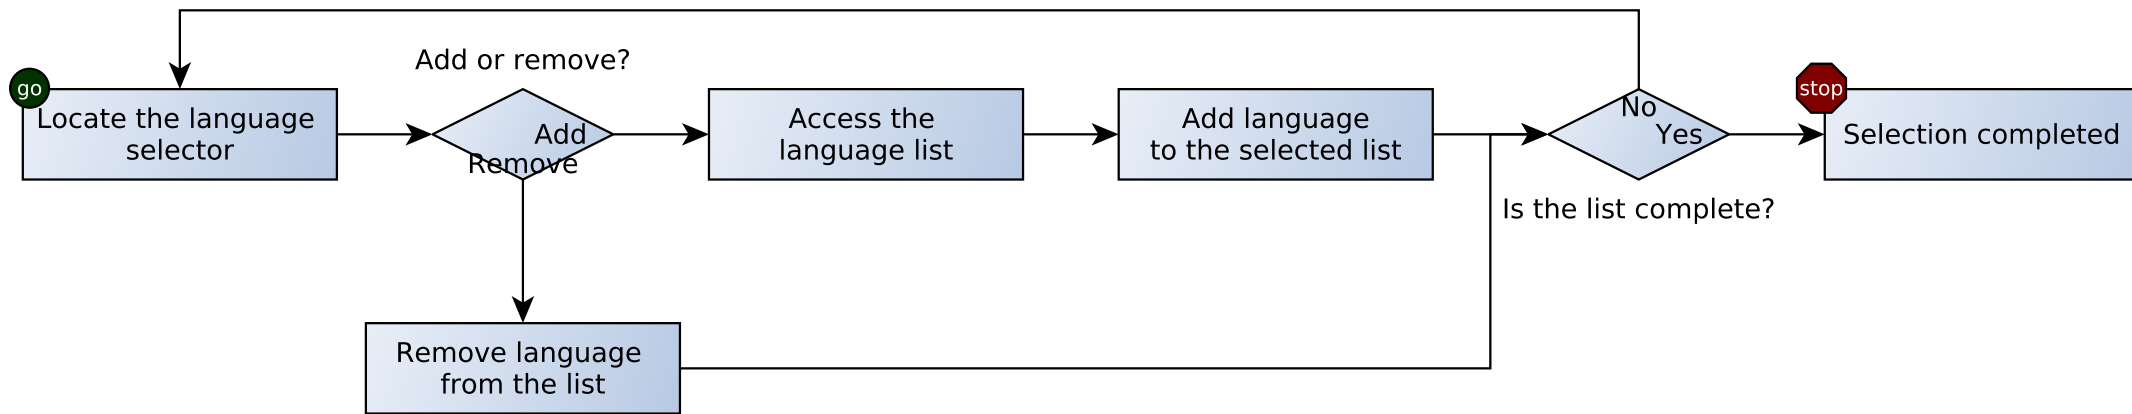 Add or remove?
go
Locate the language
selector
Add
Remove
Access the
language list
Add language
to the selected list
No
Yes
Is the list complete?
stop
Selection completed
Remove language
from the list